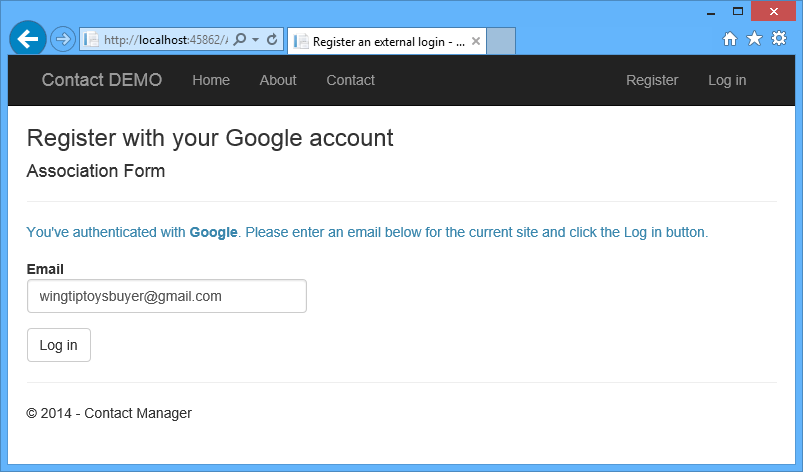 http://localhost:45862/
Register an external login - ...
Contact DEMO Home About Contact Register Log in
Register with your Google account
Association Form
You've authenticated with Google. Please enter an email below for the current site and click the Log in button.
Email
wingtiptoysbuyer@gmail.com
Log in
© 2014 - Contact Manager